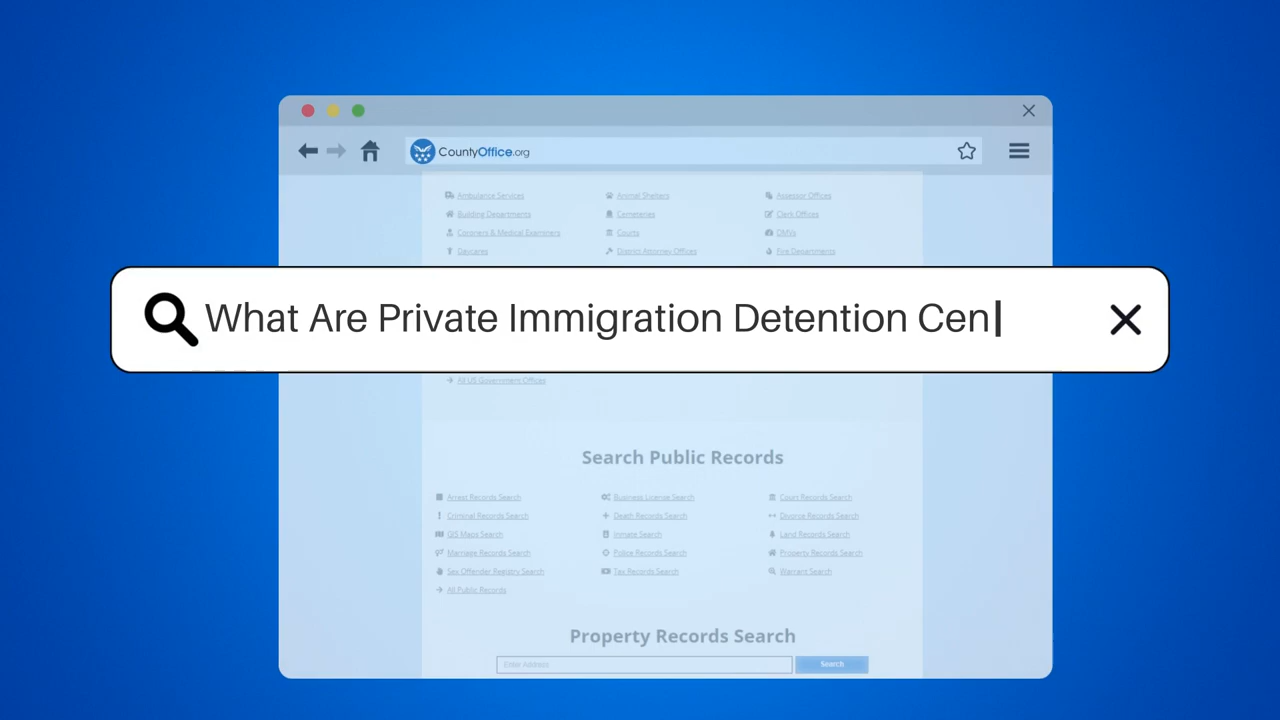 CountyOffice.org
Ambulance Services Animal Shelters Assessor Offices
Building Departments Cemeteries Clerk Offices
Coroners & Medical Examiners Courts DMVs
Daycares District Attorney Offices Fire Departments
What Are Private Immigration Detention Cen
All US Government Offices
Search Public Records
Arrest Records Search Business License Search Court Records Search
Criminal Records Search Death Records Search Divorce Records Search
GIS Maps Search Inmate Search Land Records Search
Marriage Records Search Police Records Search Property Records Search
Sex Offender Registry Search Tax Records Search Warrant Search
All Public Records
Property Records Search
Enter Address Search